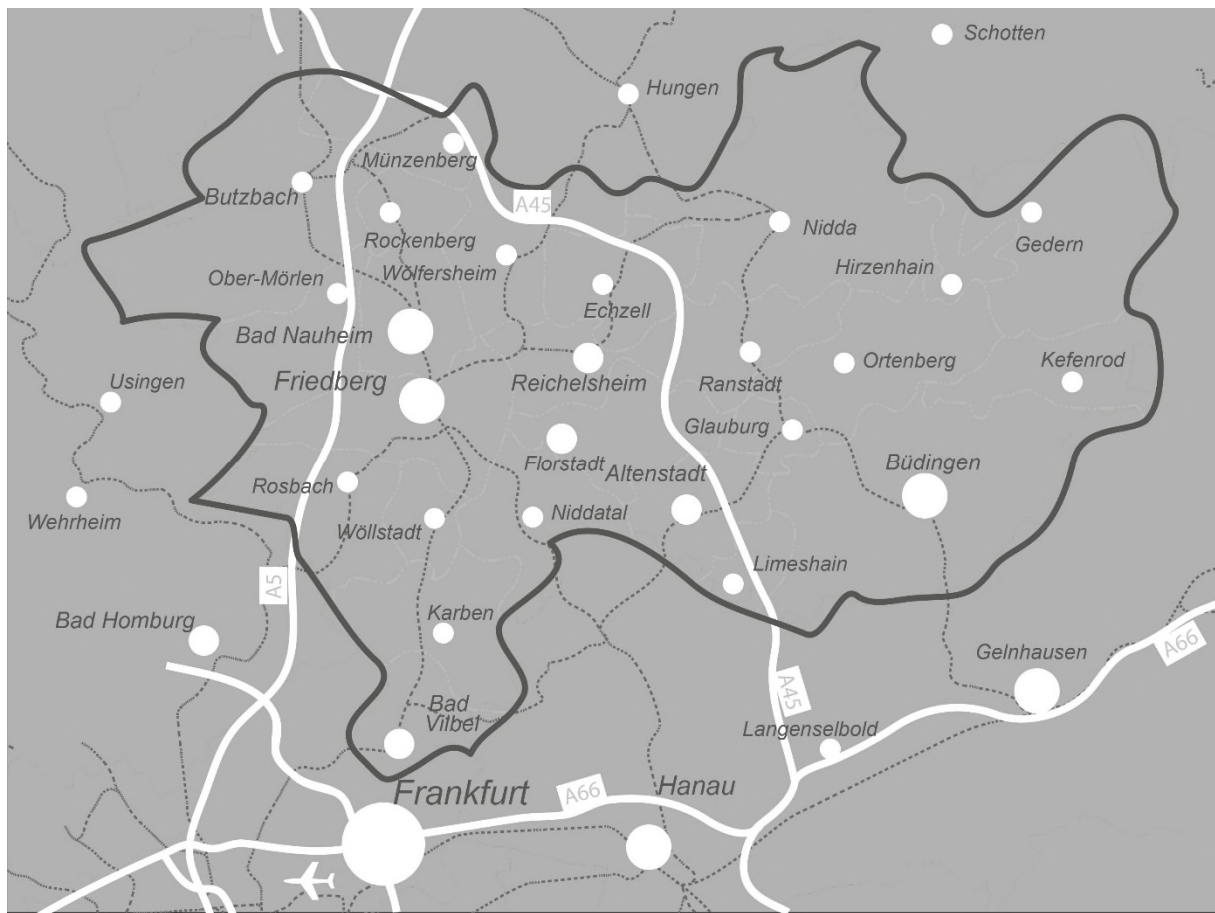 Schotten
Hungen
Münzenberg
Butzbach
A45
Rockenberg
Nidda
Gedern
Wölfersheim
Hirzenhain
Ober-Mörlen
Echzell
Bad Nauheim
Ortenberg
Kefenrod
Usingen
Friedberg
Reichelsheim
Ranstadt
Glauburg
Florstadt
Altenstadt
Büdingen
Rosbach
Wehrheim
Wöllstadt
Niddatal
Limeshain
A5
Karben
Bad Homburg
Gelnhausen
A66
A45
Bad
Vilbel
Langenselbold
Frankfurt
A66
Hanau